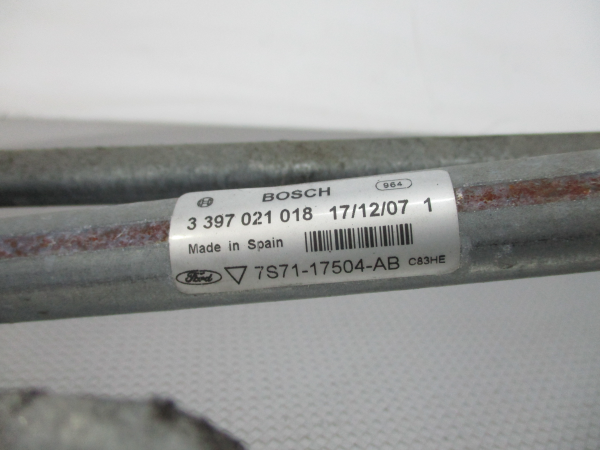 BOSCH 964
3 397 021 018 17/12/07 1
Made in Spain
Ford 7S71-17504-AB C83HE